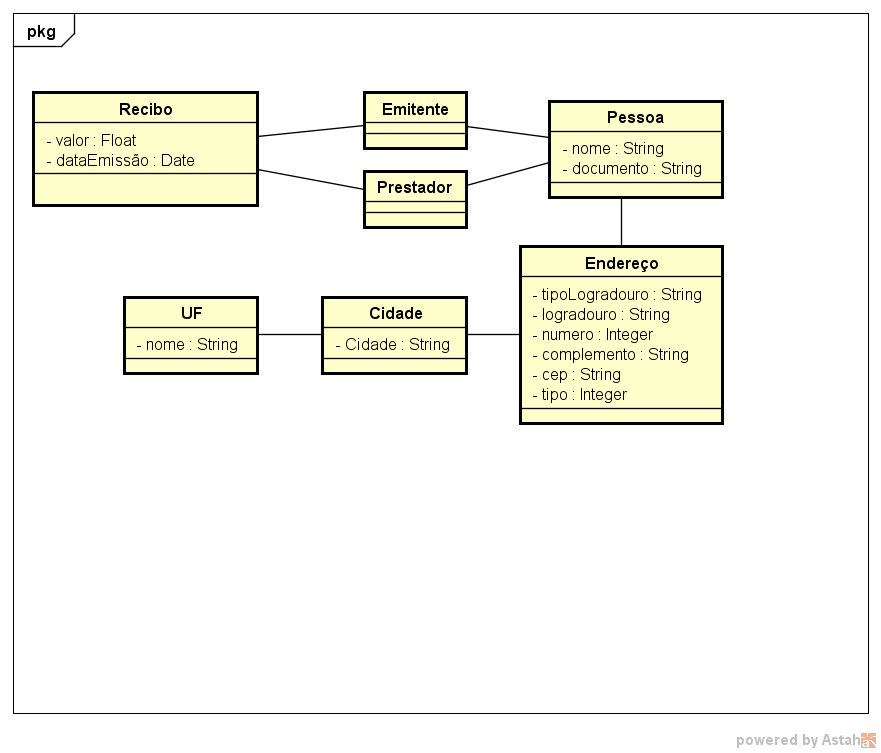 pkg
Recibo
- valor : Float
- dataEmissão : Date
Emitente
Prestador
Pessoa
- nome : String
- documento : String
Endereço
- tipoLogradouro : String
- logradouro : String
- numero : Integer
- complemento : String
- cep : String
- tipo : Integer
Cidade
- Cidade : String
UF
- nome : String
powered by Astah